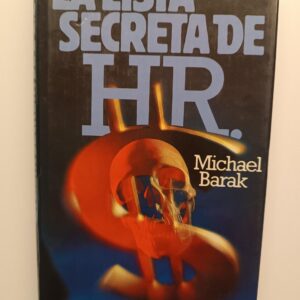 LA LISTA
SECRETA DE
H.R.
Michael
Barak